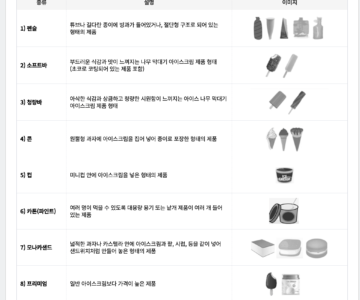 종류 설명 이미지
1) 펜슬
튜브나 길다란 종이에 빙과가 들어있거나, 절단형 구조로 되어 있는
형태의 제품
2) 소프트바
부드러운 식감과 맛이 느껴지는 나무 막대기 아이스크림 제품 형태
(초코로 코팅되어 있는 제품 포함)
3) 청량바
아삭한 식감과 상큼하고 청량한 시원함이 느껴지는 아이스 나무 막대기
아이스크림 제품 형태
4) 콘
원뿔형 과자에 아이스크림을 집어 넣어 종이로 포장한 형태의 제품
5) 컵
미니컵 안에 아이스크림을 넣은 형태의 제품
6) 카톤(파인트)
여러 명이 먹을 수 있도록 대용량 용기 또는 낱개 제품이 여러 개 들어
있는 제품
7) 모나카샌드
넓적한 과자나 카스텔라 안에 아이스크림과 팥, 시럽, 등을 같이 넣어
샌드위치처럼 만들어 놓은 형태의 제품
8) 프리미엄
일반 아이스크림보다 가격이 높은 제품